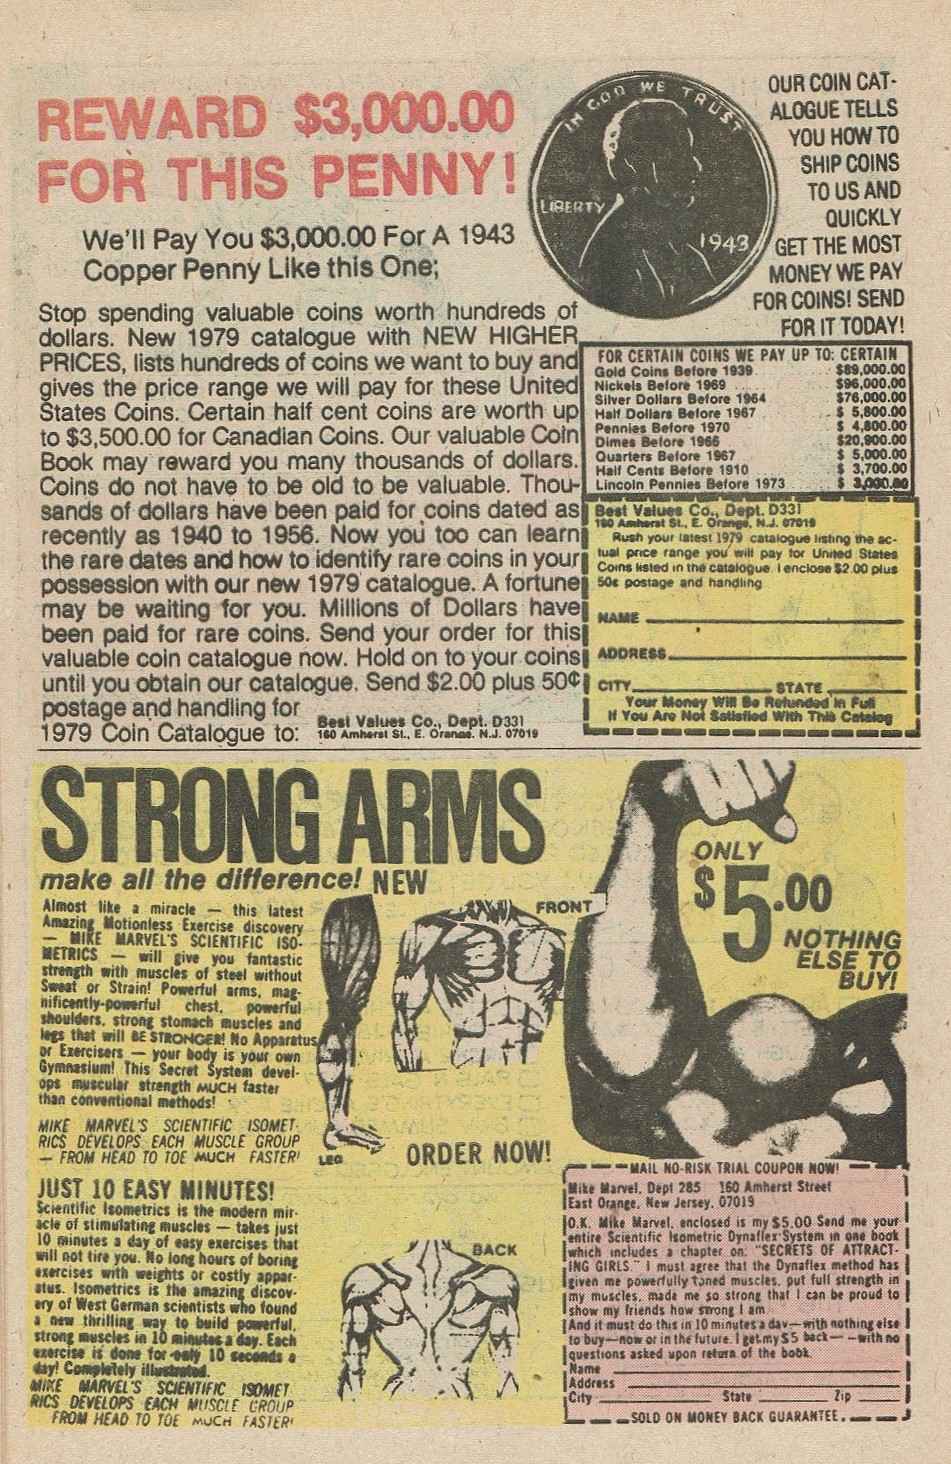 REWARD $3,000.00
FOR THIS PENNY!
We'll Pay You $3,000.00 For A 1943
Copper Penny Like this One;
IN GOD WE TRUST
LIBERTY
1943
OUR COIN CAT-
ALOGUE TELLS
YOU HOW TO
SHIP COINS
TO US AND
QUICKLY
GET THE MOST
MONEY WE PAY
FOR COINS! SEND
FOR IT TODAY!
Stop spending valuable coins worth hundreds of
dollars. New 1979 catalogue with NEW HIGHER
PRICES, lists hundreds of coins we want to buy and
gives the price range we will pay for these United
States Coins. Certain half cent coins are worth up
to $3,500.00 for Canadian Coins. Our valuable Coin
Book may reward you many thousands of dollars.
Coins do not have to be old to be valuable. Thou-
sands of dollars have been paid for coins dated as
recently as 1940 to 1956. Now you too can learn
the rare dates and how to identify rare coins in your
possession with our new 1979 catalogue. A fortune
may be waiting for you. Millions of Dollars have
been paid for rare coins. Send your order for this
valuable coin catalogue now. Hold on to your coins
until you obtain our catalogue. Send $2.00 plus 50¢
postage and handling for
1979 Coin Catalogue to:
Best Values Co., Dept. D331
160 Amherst St., E. Orange, N.J. 07019
FOR CERTAIN COINS WE PAY UP TO: CERTAIN
Gold Coins Before 1939 $89,000.00
Nickels Before 1969 $96,000.00
Silver Dollars Before 1964 $76,000.00
Half Dollars Before 1967 $ 5,800.00
Pennies Before 1970 $ 4,800.00
Dimes Before 1966 $20,900.00
Quarters Before 1967 $ 5,000.00
Half Cents Before 1910 $ 3,700.00
Lincoln Pennies Before 1973 $ 3,000.00
Best Values Co., Dept. D331
160 Amherst St., E. Orange, N.J. 07019
Rush your latest 1979 catalogue listing the ac-
tual price range you will pay for United States
Coins listed in the catalogue. I enclose $2.00 plus
50¢ postage and handling
NAME
ADDRESS
CITY STATE
Your Money Will Be Refunded in Full
If You Are Not Satisfied With This Catalog
STRONG ARMS
make all the difference! NEW
Almost like a miracle — this latest
Amazing Motionless Exercise discovery
— MIKE MARVEL'S SCIENTIFIC ISO-
METRICS — will give you fantastic
strength with muscles of steel without
Sweat or Strain! Powerful arms, mag-
nificently-powerful chest, powerful
shoulders, strong stomach muscles and
legs that will BE STRONGER! No Apparatus
or Exercisers — your body is your own
Gymnasium! This Secret System devel-
ops muscular strength MUCH faster
than conventional methods!
MIKE MARVEL'S SCIENTIFIC ISOMET-
RICS DEVELOPS EACH MUSCLE GROUP
— FROM HEAD TO TOE MUCH FASTER!
JUST 10 EASY MINUTES!
Scientific Isometrics is the modern mir-
acle of stimulating muscles — takes just
10 minutes a day of easy exercises that
will not tire you. No long hours of boring
exercises with weights or costly appar-
atus. Isometrics is the amazing discov-
ery of West German scientists who found
a new thrilling way to build powerful,
strong muscles in 10 minutes a day. Each
exercise is done for only 10 seconds a
day! Completely illustrated.
MIKE MARVEL'S SCIENTIFIC ISOMET
RICS DEVELOPS EACH MUSCLE GROUP
FROM HEAD TO TOE MUCH FASTER!
FRONT
LEG
ORDER NOW!
BACK
ONLY
$5.00
NOTHING
ELSE TO
BUY!
MAIL NO-RISK TRIAL COUPON NOW!
Mike Marvel, Dept 285 160 Amherst Street
East Orange, New Jersey, 07019
O.K. Mike Marvel, enclosed is my $5.00 Send me your
entire Scientific Isometric Dynaflex System in one book
which includes a chapter on: "SECRETS OF ATTRACT-
ING GIRLS." I must agree that the Dynaflex method has
given me powerfully toned muscles, put full strength in
my muscles, made me so strong that I can be proud to
show my friends how strong I am
And it must do this in 10 minutes a day—with nothing else
to buy—now or in the future. I get my $5 back— —with no
questions asked upon return of the book.
Name
Address
City State Zip
SOLD ON MONEY BACK GUARANTEE.